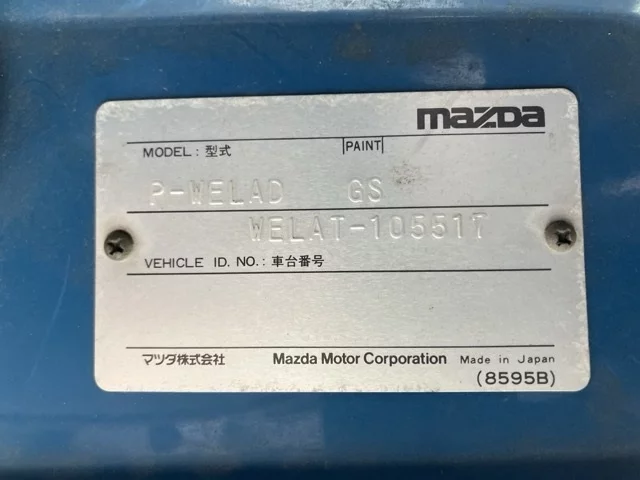 mazda
MODEL : 型式 PAINT
P-WELAD GS
WELAT-105517
VEHICLE ID. NO. : 車台番号
マツダ株式会社 Mazda Motor Corporation Made in Japan
(8595B)